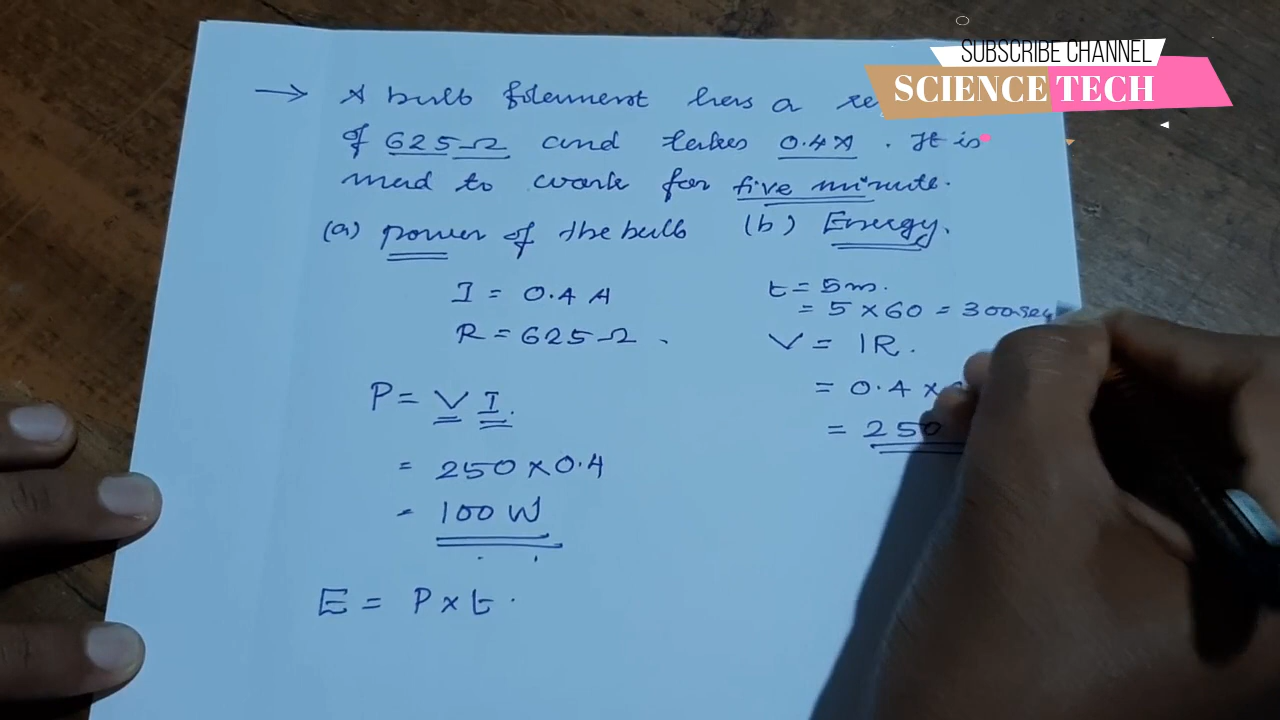 SUBSCRIBE CHANNEL
SCIENCE TECH
→ A bulb filament has a
of 625Ω and takes 0.4A. It is
used to work for five minute.
(a) power of the bulb (b) Energy.
I = 0.4 A
R = 625Ω.
t = 5m.
= 5 × 60 = 300sec
V = IR.
= 0.4 ×
= 250
P = V I.
= 250 × 0.4
= 100 W
E = P × t.